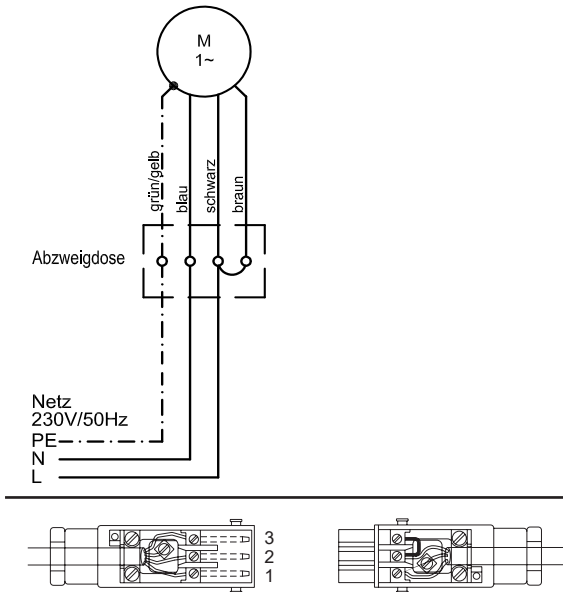 M
1~
grün/gelb
blau
schwarz
braun
Abzweigdose
Netz
230V/50Hz
PE
N
L
3
2
1